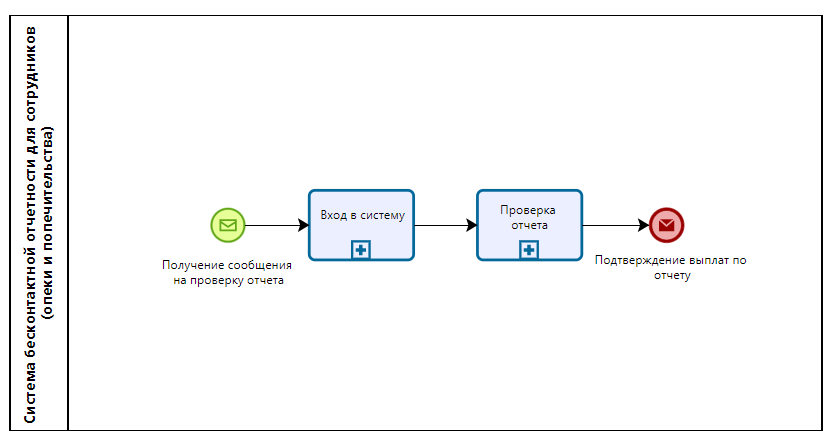 Система бесконтактной отчетности для сотрудников
(опеки и попечительства)
Получение сообщения
на проверку отчета
Вход в систему
Проверка
отчета
Подтверждение выплат по
отчету